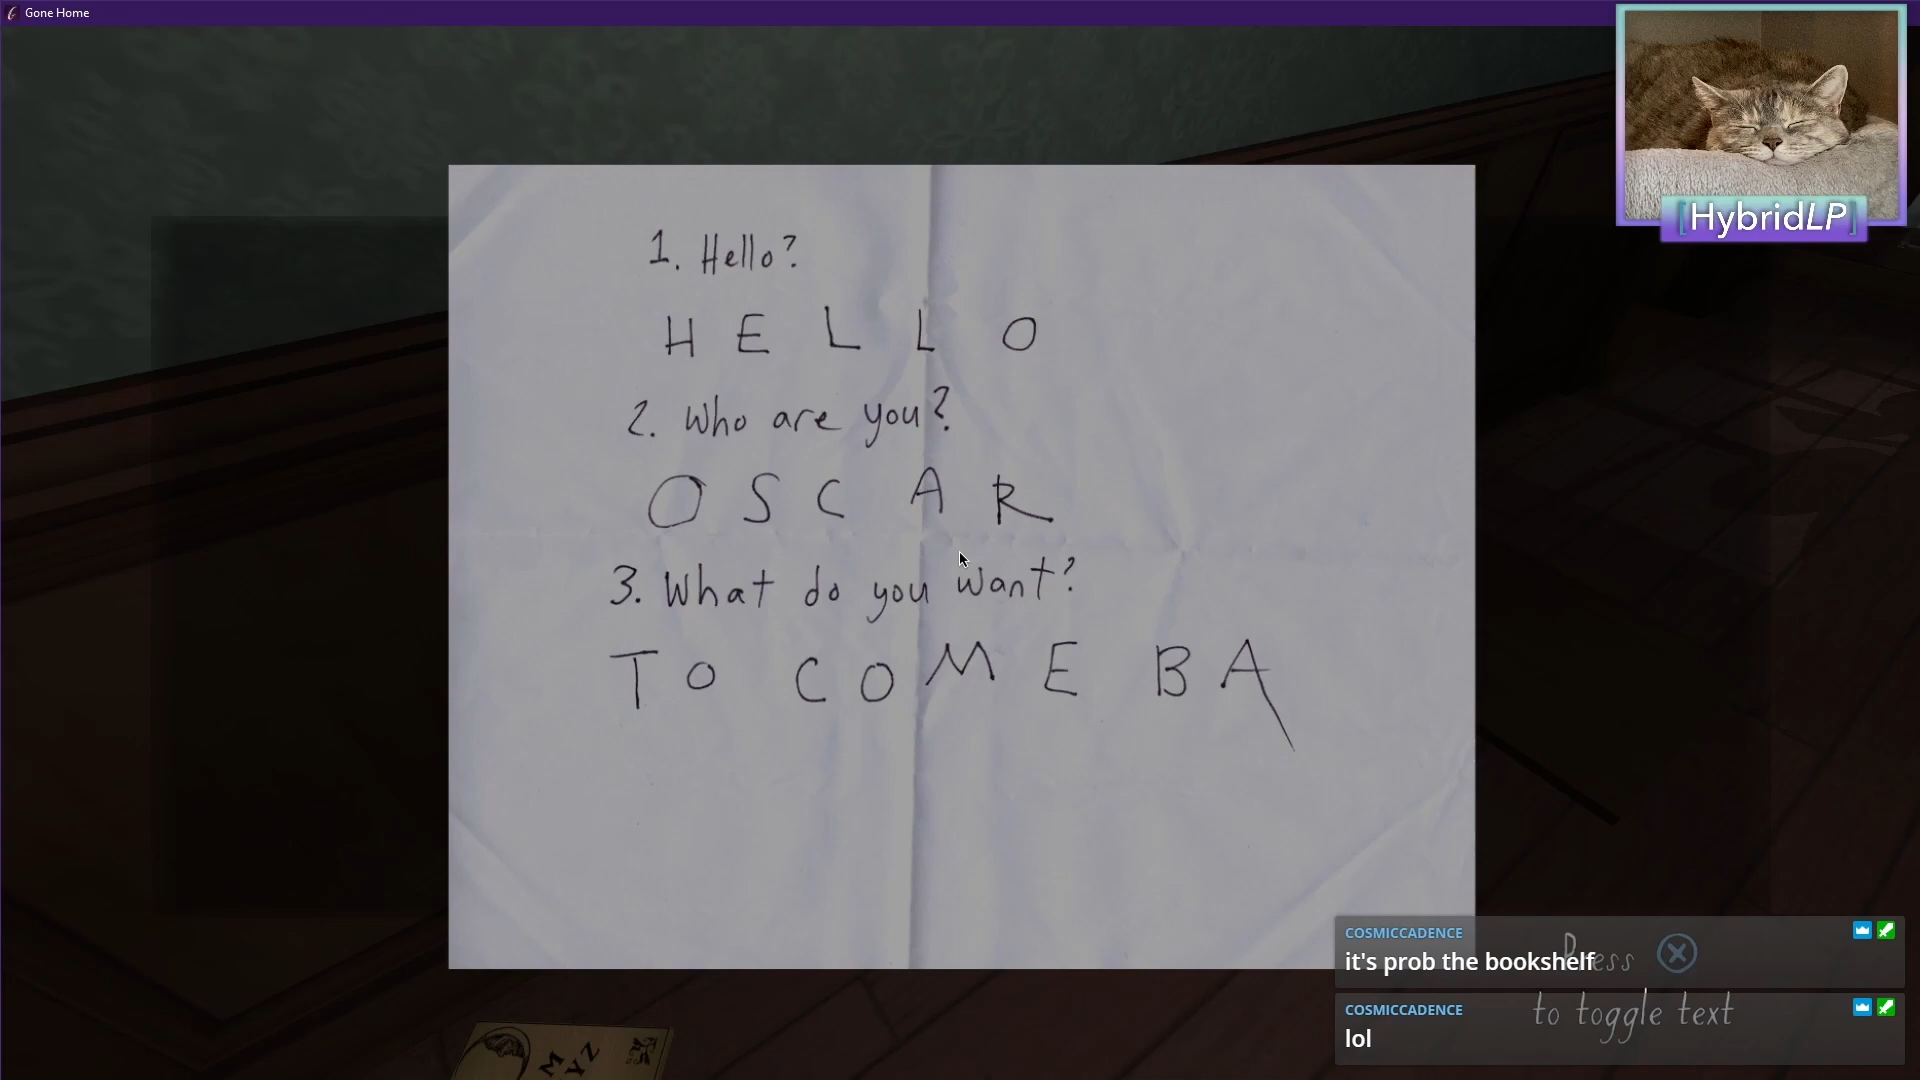 Gone Home
[HybridLP]
1. Hello?
H E L L O
2. Who are you?
O S C A R
3. What do you want?
T O C O M E B A
COSMICCADENCE
it's prob the bookshelf
Press
COSMICCADENCE
lol
to toggle text
M
Y Z